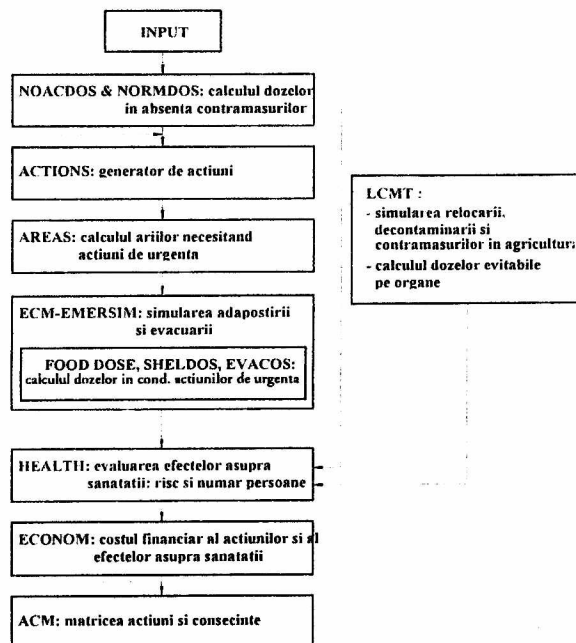 INPUT
NOACDOS & NORMDOS: calculul dozelor
in absenta contramasurilor
ACTIONS: generator de actiuni
AREAS: calculul ariilor necesitand
actiuni de urgenta
ECM-EMERSIM: simularea adapostirii
si evacuarii
FOOD DOSE, SHELDOS, EVACOS:
calculul dozelor in cond. actiunilor de urgenta
HEALTH: evaluarea efectelor asupra
sanatatii: risc si numar persoane
ECONOM: costul financiar al actiunilor si al
efectelor asupra sanatatii
ACM: matricea actiuni si consecinte
LCMT :
- simularea relocarii,
decontaminarii si
contramasurilor in agricultura
- calculul dozelor evitabile
pe organe